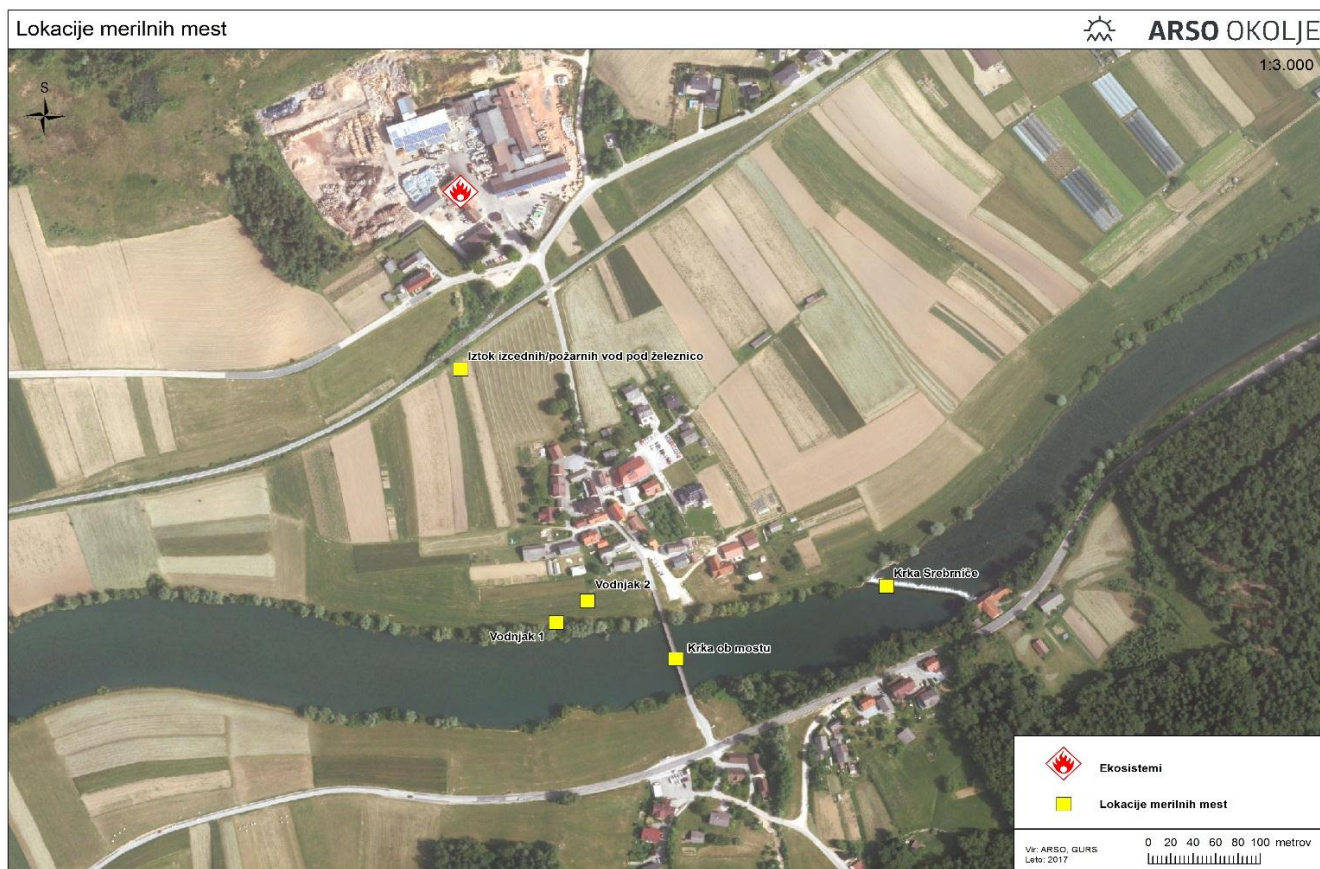 Lokacije merilnih mest
ARSO OKOLJE
1:3.000
S
Iztok izcednih/požarnih vod pod železnico
Vodnjak 2
Krka Srebrniče
Vodnjak 1
Krka ob mostu
Ekosistemi
Lokacije merilnih mest
Vir: ARSO, GURS
Leto: 2017
0 20 40 60 80 100 metrov